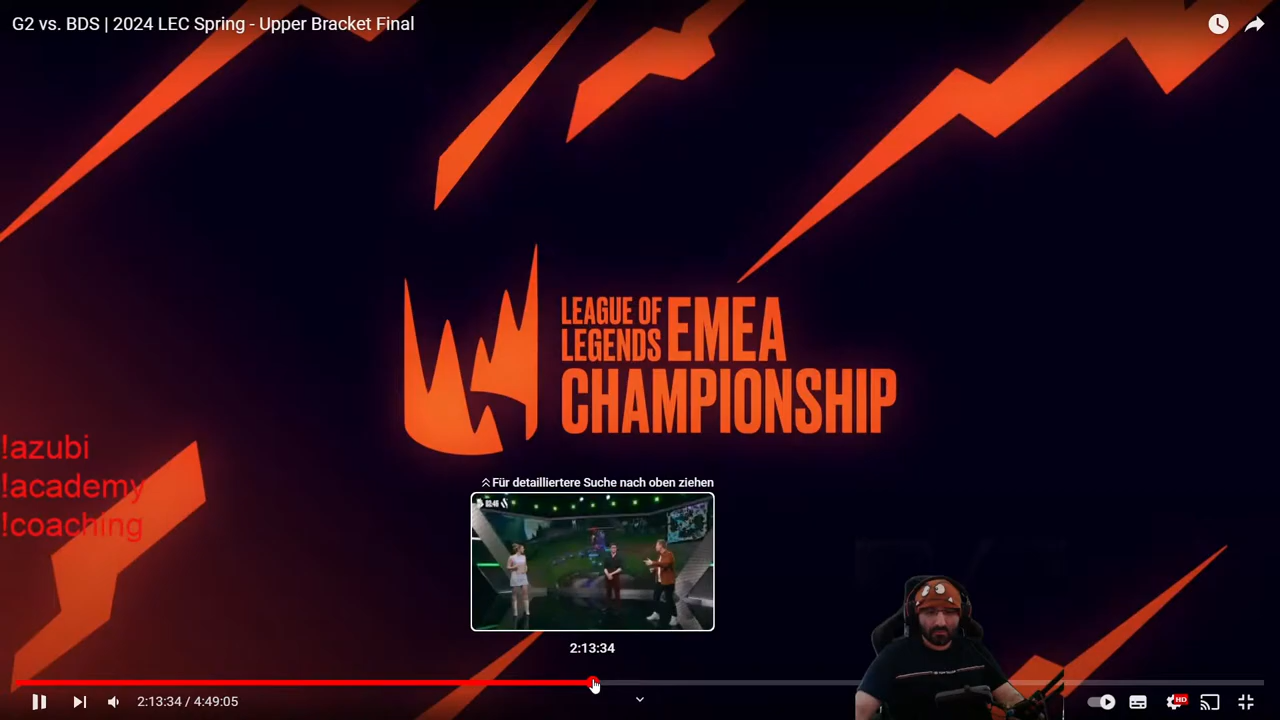 G2 vs. BDS | 2024 LEC Spring - Upper Bracket Final
LEAGUE OF
LEGENDS EMEA
CHAMPIONSHIP
!azubi
!academy
!coaching
Für detailliertere Suche nach oben ziehen
2:13:34
2:13:34 / 4:49:05
HD